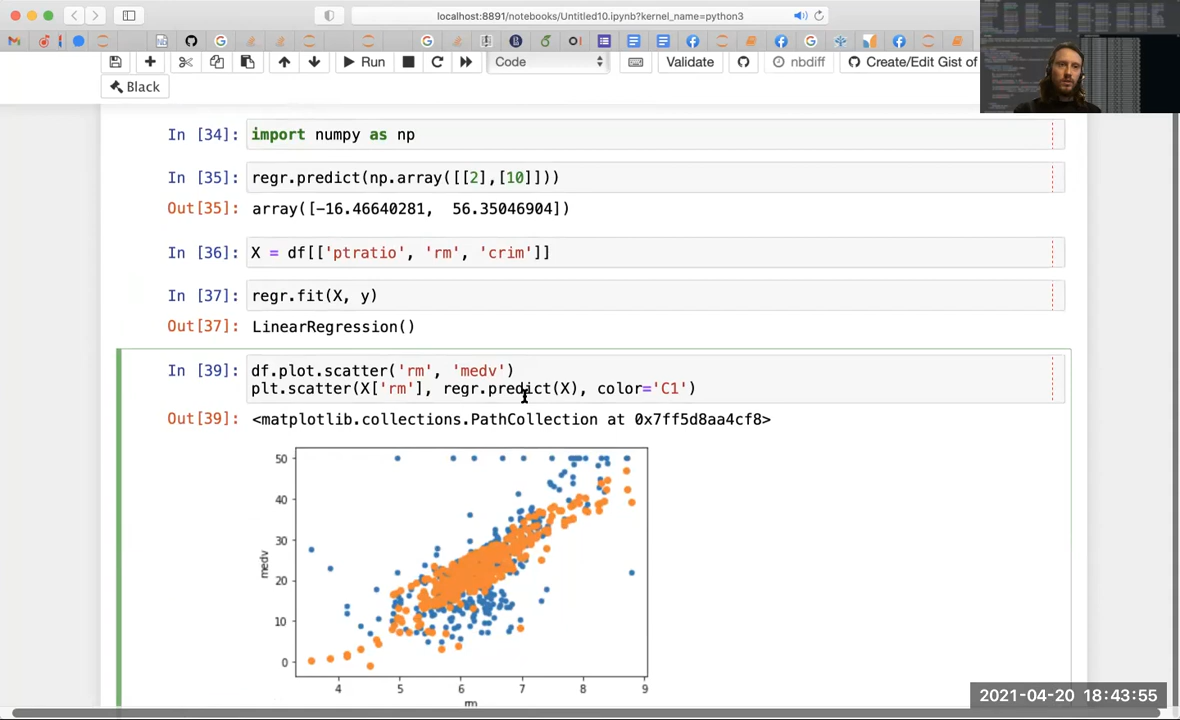 localhost:8891/notebooks/Untitled10.ipynb?kernel_name=python3
Run
Code
Validate
nbdiff
Create/Edit Gist of
Black
In [34]: import numpy as np
In [35]: regr.predict(np.array([[2],[10]]))
Out[35]: array([-16.46640281,  56.35046904])
In [36]: X = df[['ptratio', 'rm', 'crim']]
In [37]: regr.fit(X, y)
Out[37]: LinearRegression()
In [39]: df.plot.scatter('rm', 'medv')
plt.scatter(X['rm'], regr.predict(X), color='C1')
Out[39]: <matplotlib.collections.PathCollection at 0x7ff5d8aa4cf8>
50
40
30
20
10
0
medv
4 5 6 7 8 9
rm
2021-04-20 18:43:55